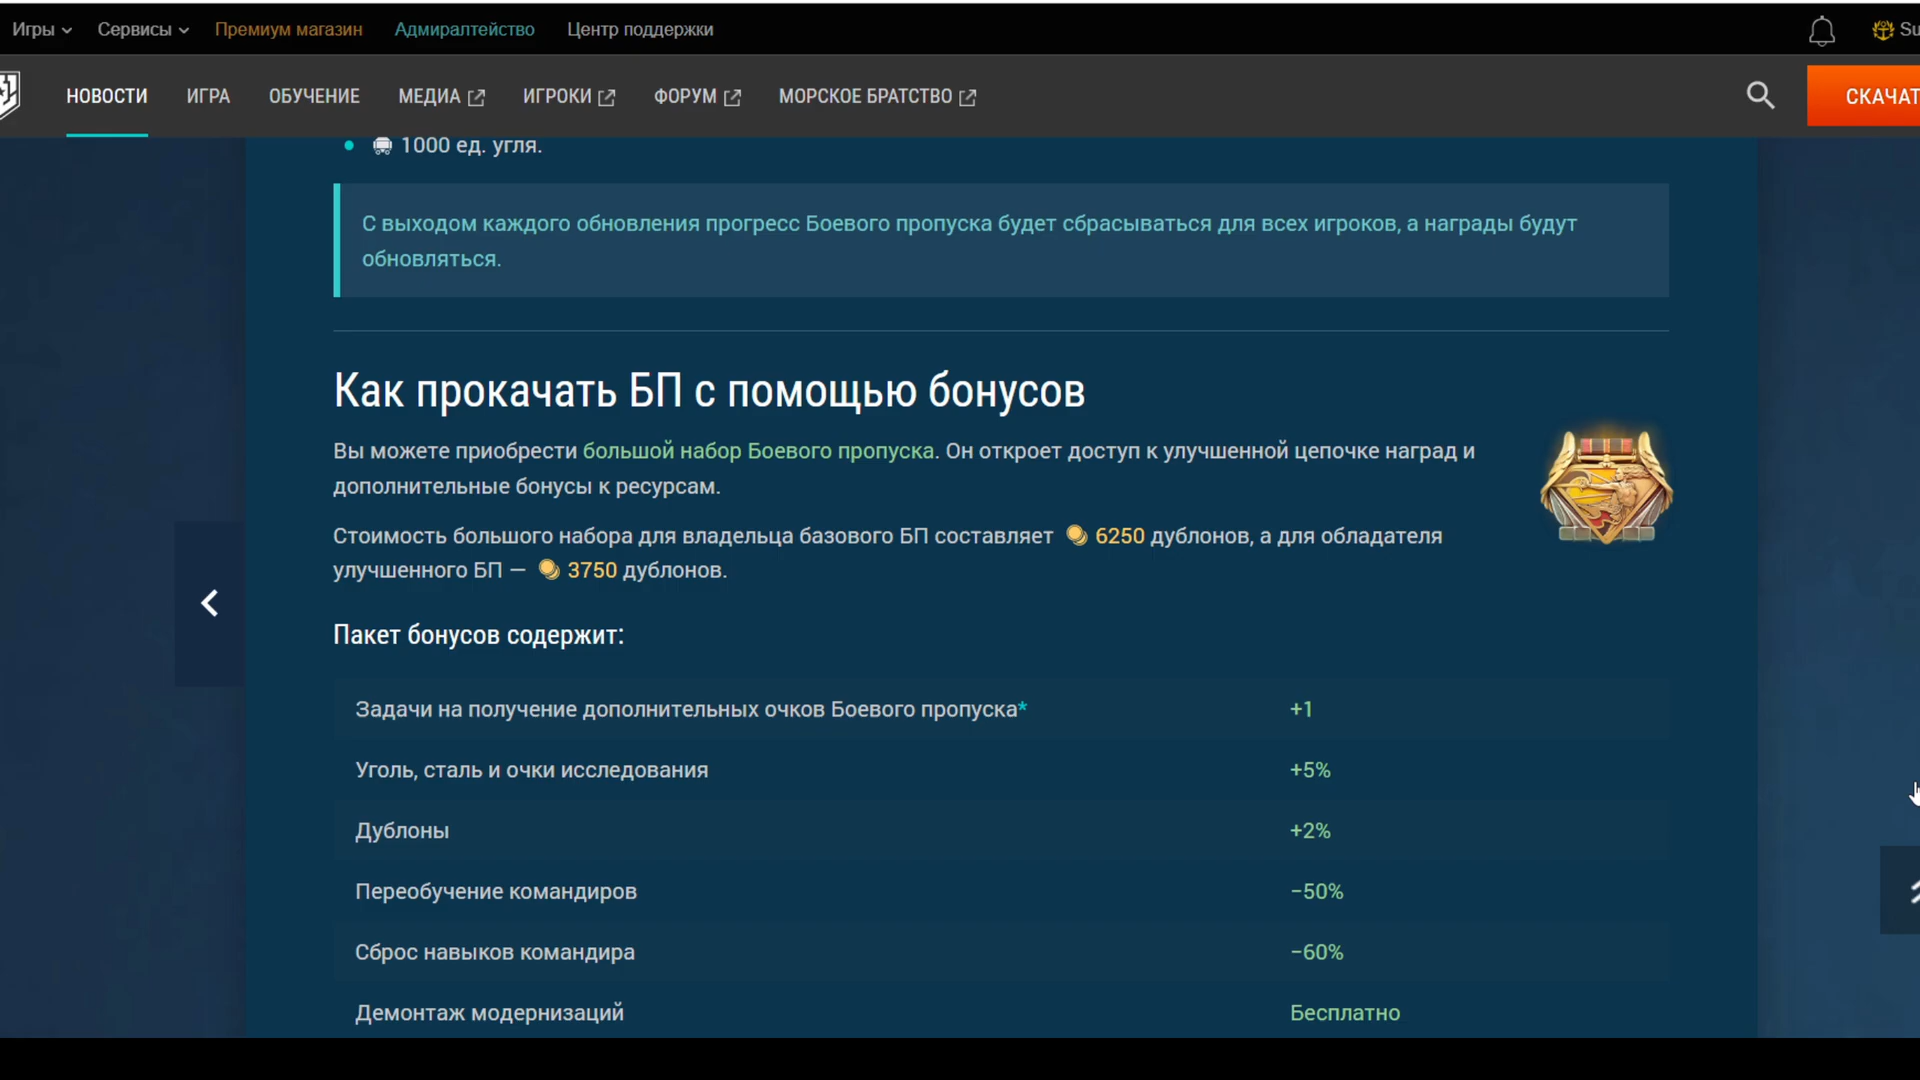 Игры Сервисы Премиум магазин Адмиралтейство Центр поддержки
НОВОСТИ ИГРА ОБУЧЕНИЕ МЕДИА ИГРОКИ ФОРУМ МОРСКОЕ БРАТСТВО СКАЧАТ
1000 ед. угля.
С выходом каждого обновления прогресс Боевого пропуска будет сбрасываться для всех игроков, а награды будут
обновляться.
Как прокачать БП с помощью бонусов
Вы можете приобрести большой набор Боевого пропуска. Он откроет доступ к улучшенной цепочке наград и
дополнительные бонусы к ресурсам.
Стоимость большого набора для владельца базового БП составляет 6250 дублонов, а для обладателя
улучшенного БП — 3750 дублонов.
Пакет бонусов содержит:
Задачи на получение дополнительных очков Боевого пропуска* +1
Уголь, сталь и очки исследования +5%
Дублоны +2%
Переобучение командиров −50%
Сброс навыков командира −60%
Демонтаж модернизаций Бесплатно